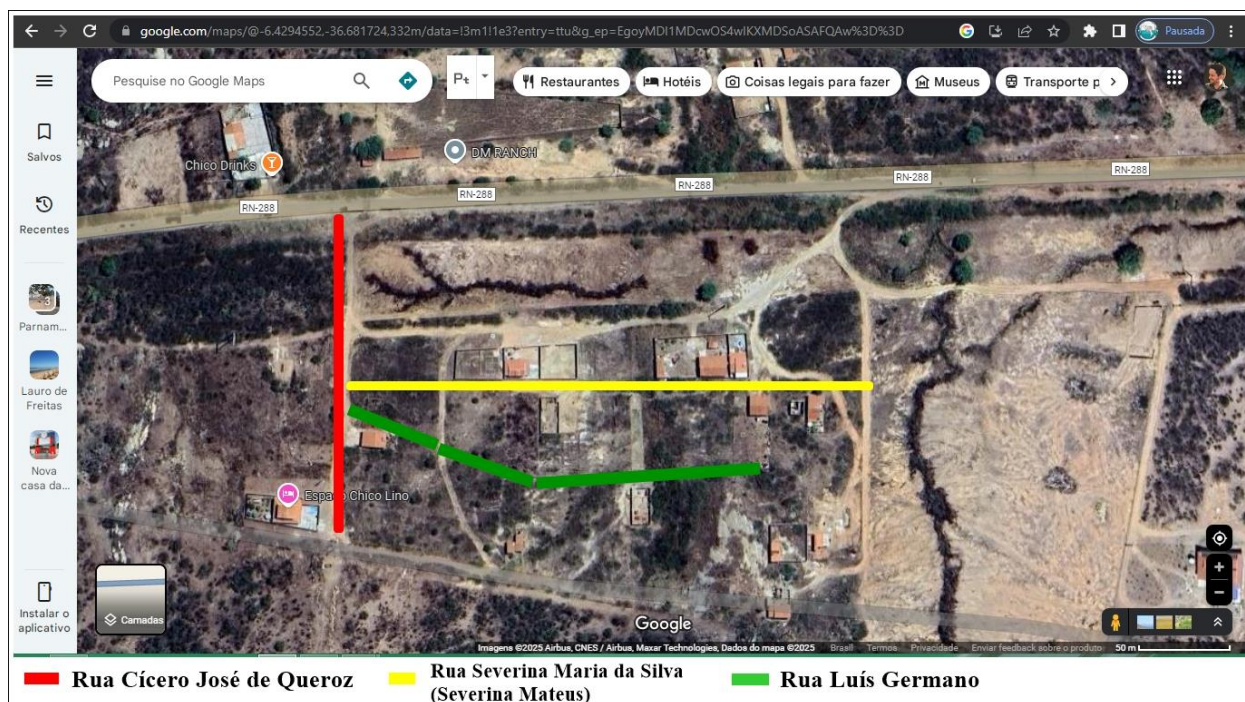 google.com/maps/@-6.4294552,-36.681724,332m/data=!3m1!1e3?entry=ttu&g_ep=EgoyMDI1MDcwOS4wIKXMDSoASAFQAw%3D%3D
Pausada
Pesquise no Google Maps
Restaurantes
Hotéis
Coisas legais para fazer
Museus
Transporte p
Salvos
Recentes
3
Parnam...
Lauro de
Freitas
Nova
casa da...
Instalar o
aplicativo
Chico Drinks
DM RANCH
RN-288
RN-288
RN-288
RN-288
RN-288
Espaço Chico Lino
Camadas
Google
Imagens ©2025 Airbus, CNES / Airbus, Maxar Technologies, Dados do mapa ©2025 Brasil Termos Privacidade Enviar feedback sobre o produto 50 m
Rua Cícero José de Queroz
Rua Severina Maria da Silva
(Severina Mateus)
Rua Luís Germano